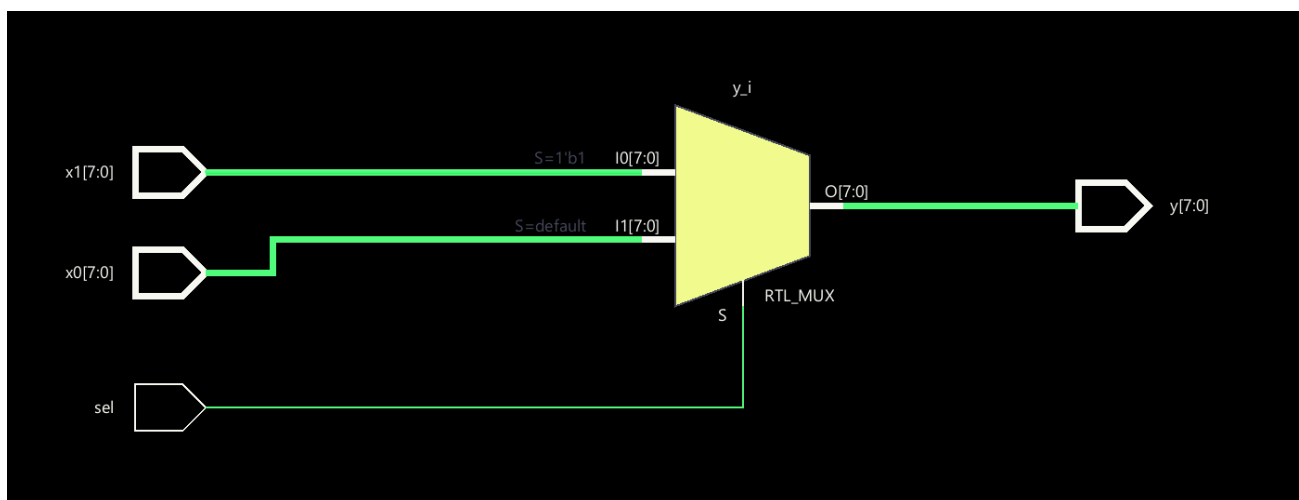 y_i
x1[7:0]
S=1'b1
I0[7:0]
O[7:0]
y[7:0]
S=default
I1[7:0]
x0[7:0]
RTL_MUX
S
sel